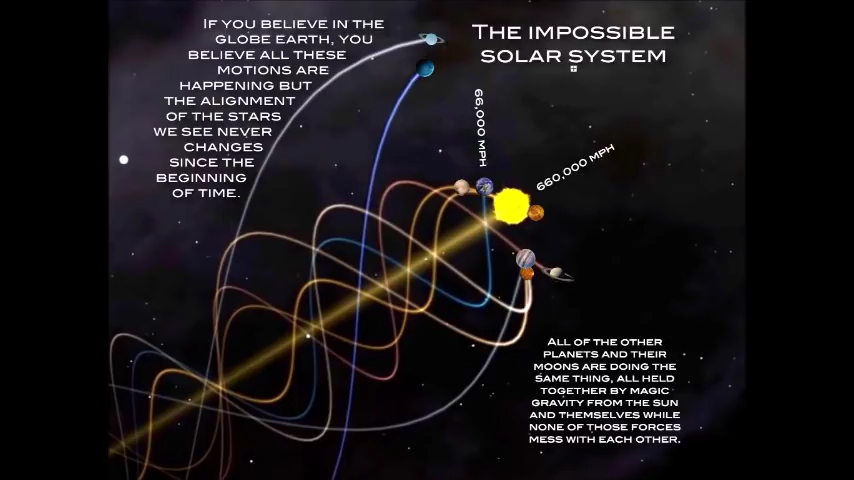 If you believe in the
globe earth, you
believe all these
motions are
happening but
the alignment
of the stars
we see never
changes
since the
beginning
of time.
The impossible
solar system
66,000 mph
660,000 mph
All of the other
planets and their
moons are doing the
same thing, all held
together by magic
gravity from the sun
and themselves while
none of those forces
mess with each other.